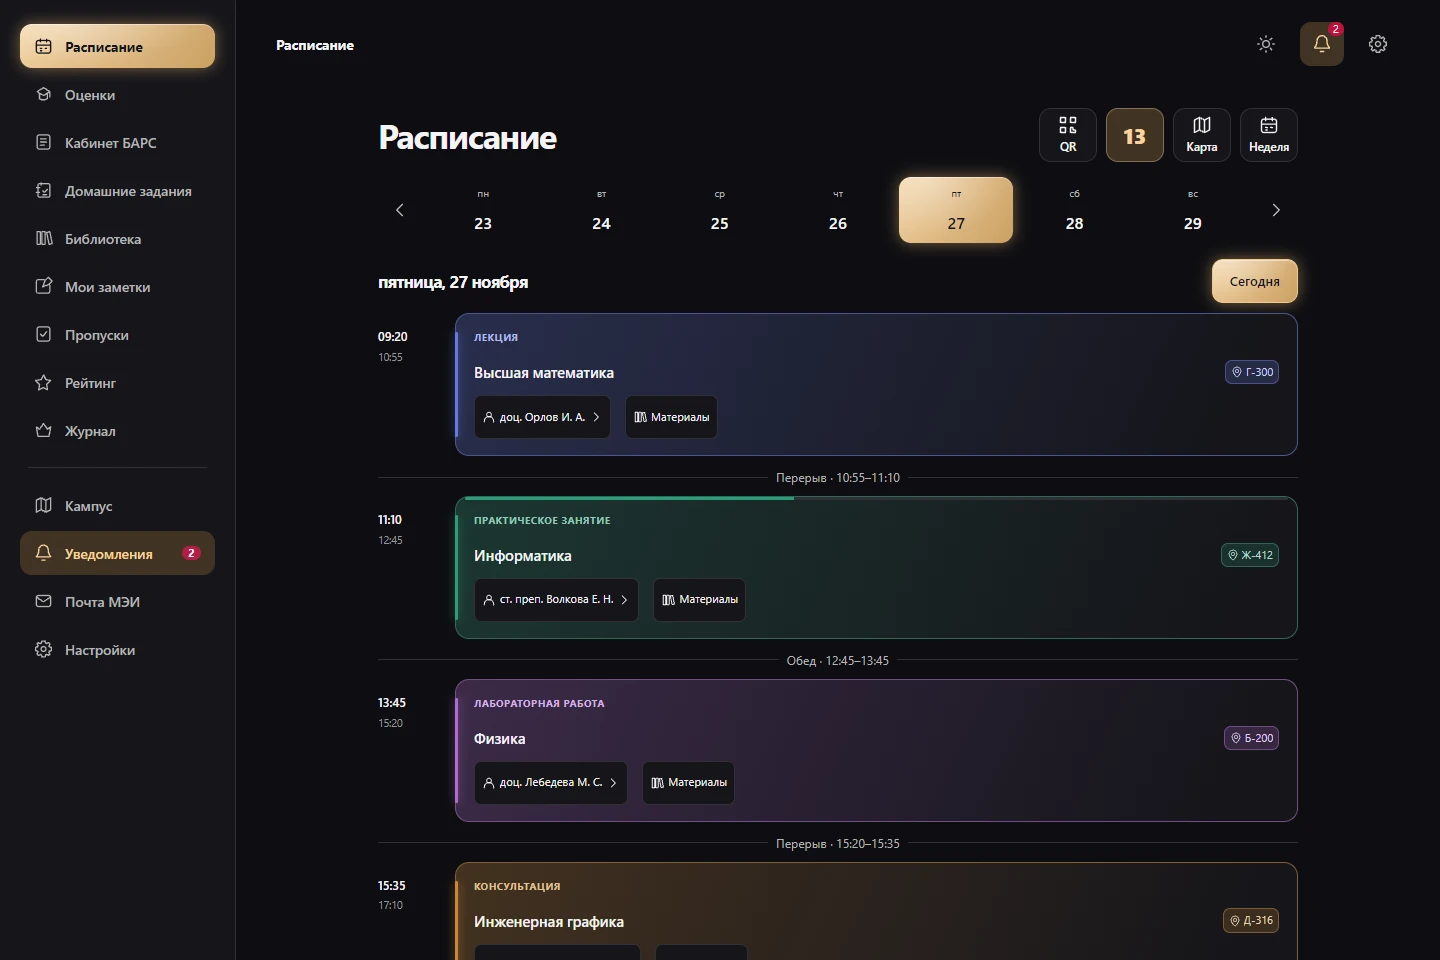 Расписание
Оценки
Кабинет БАРС
Домашние задания
Библиотека
Мои заметки
Пропуски
Рейтинг
Журнал
Кампус
Уведомления 2
Почта МЭИ
Настройки
Расписание
2
Расписание
QR
13
Карта
Неделя
пн
23
вт
24
ср
25
чт
26
пт
27
сб
28
вс
29
пятница, 27 ноября
Сегодня
09:20
10:55
ЛЕКЦИЯ
Высшая математика
Г-300
доц. Орлов И. А.
Материалы
Перерыв · 10:55–11:10
11:10
12:45
ПРАКТИЧЕСКОЕ ЗАНЯТИЕ
Информатика
Ж-412
ст. преп. Волкова Е. Н.
Материалы
Обед · 12:45–13:45
13:45
15:20
ЛАБОРАТОРНАЯ РАБОТА
Физика
Б-200
доц. Лебедева М. С.
Материалы
Перерыв · 15:20–15:35
15:35
17:10
КОНСУЛЬТАЦИЯ
Инженерная графика
Д-316